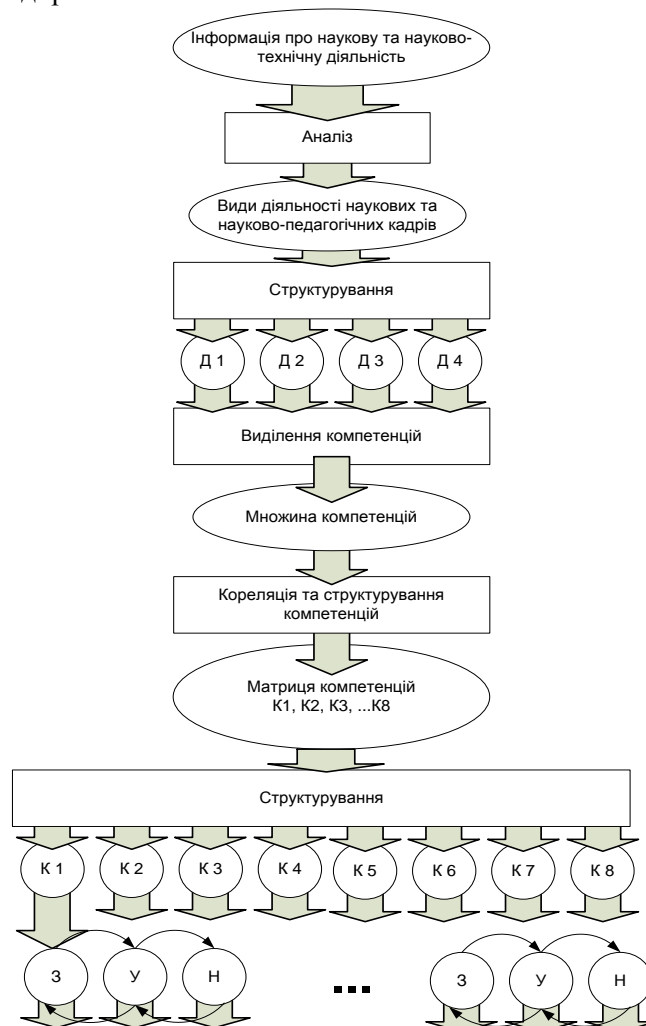 Інформація про наукову та науково-
технічну діяльність
Аналіз
Види діяльності наукових та
науково-педагогічних кадрів
Структурування
Д 1 Д 2 Д 3 Д 4
Виділення компетенцій
Множина компетенцій
Кореляція та структурування
компетенцій
Матриця компетенцій
К1, К2, К3, ...К8
Структурування
К 1 К 2 К 3 К 4 К 5 К 6 К 7 К 8
З У Н ... З У Н